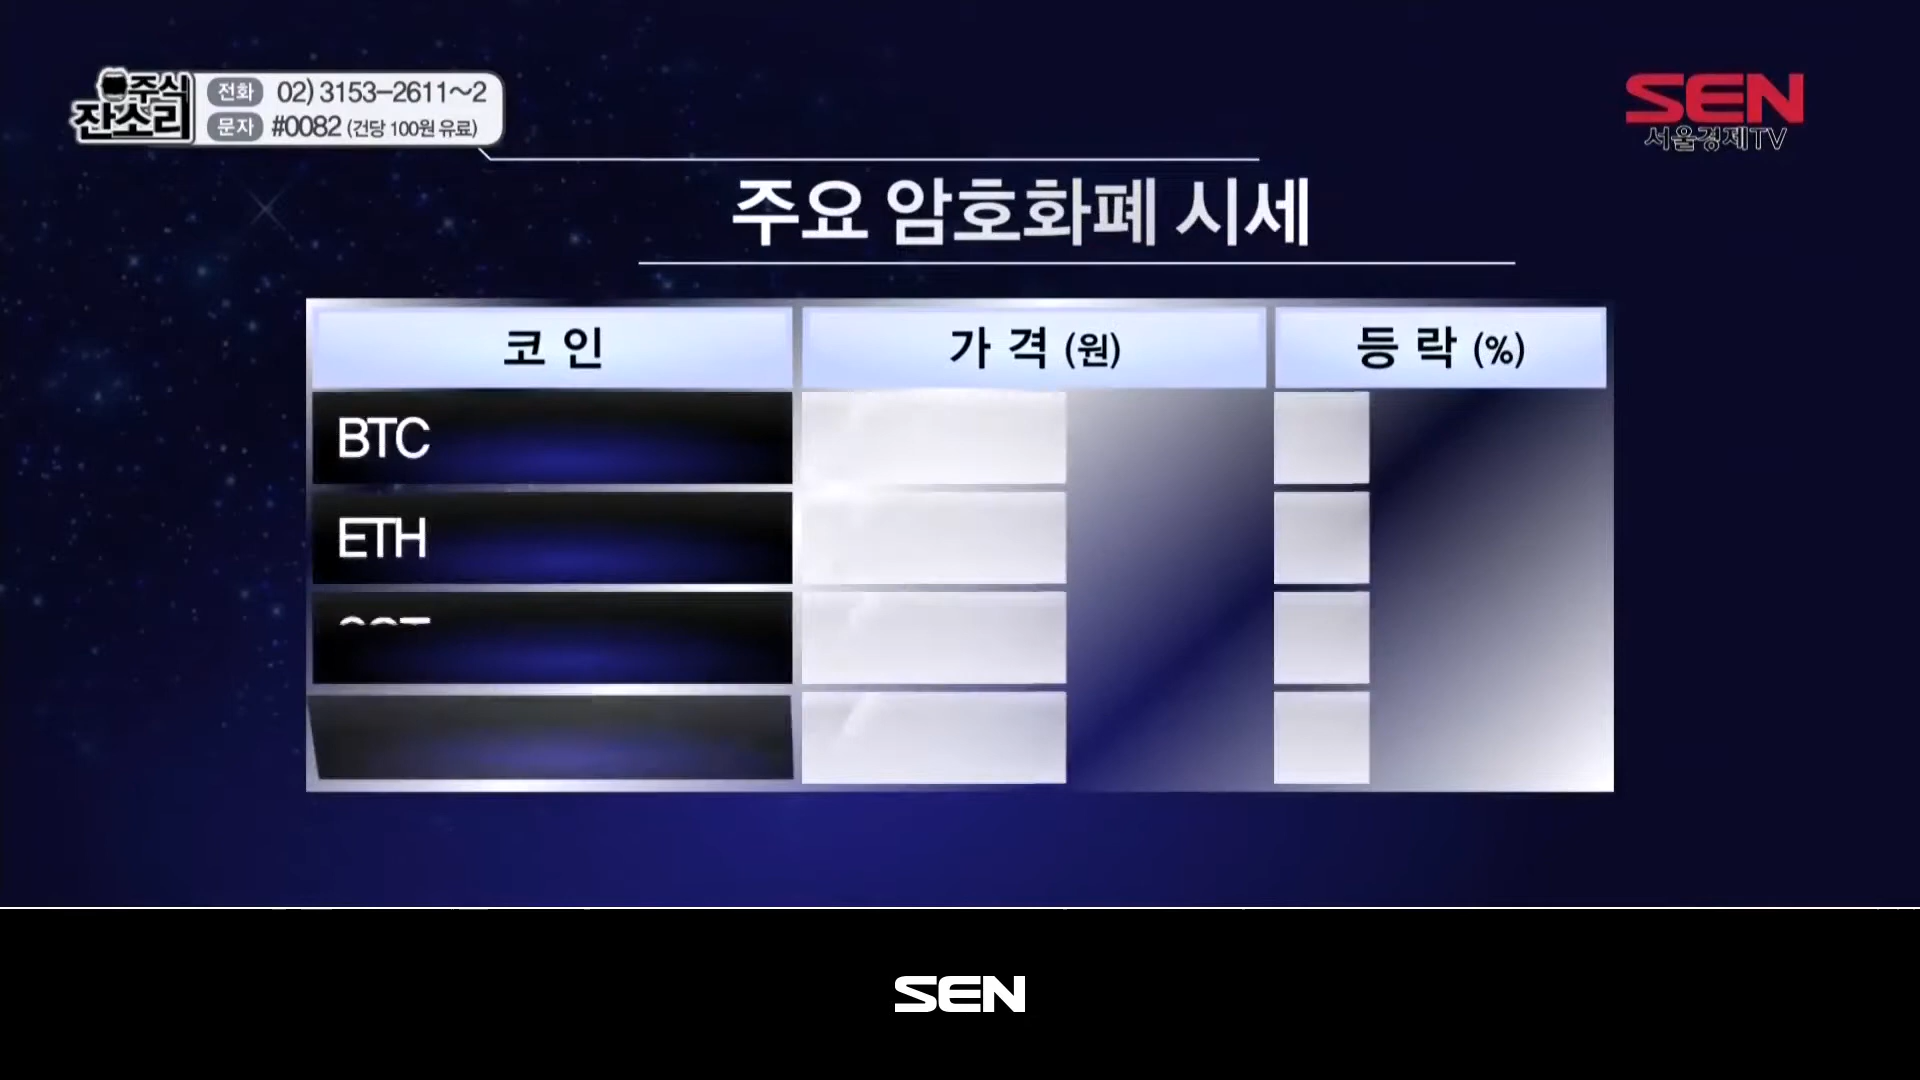 주식
잔소리
전화 02) 3153-2611~2
문자 #0082 (건당 100원 유료)
SEN
서울경제TV
주요 암호화폐 시세
코 인 가 격 (원) 등 락 (%)
BTC
ETH
SEN